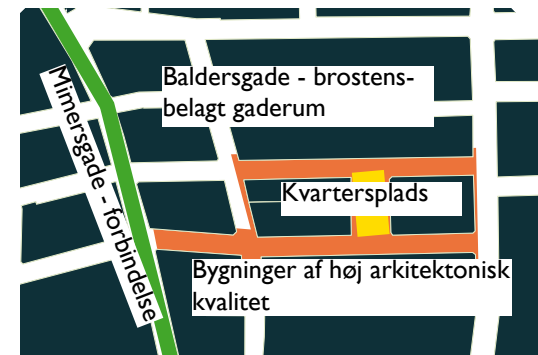 Baldersgade - brostens-
belagt gaderum
Mimersgade - forbindelse
Kvartersplads
Bygninger af høj arkitektonisk
kvalitet